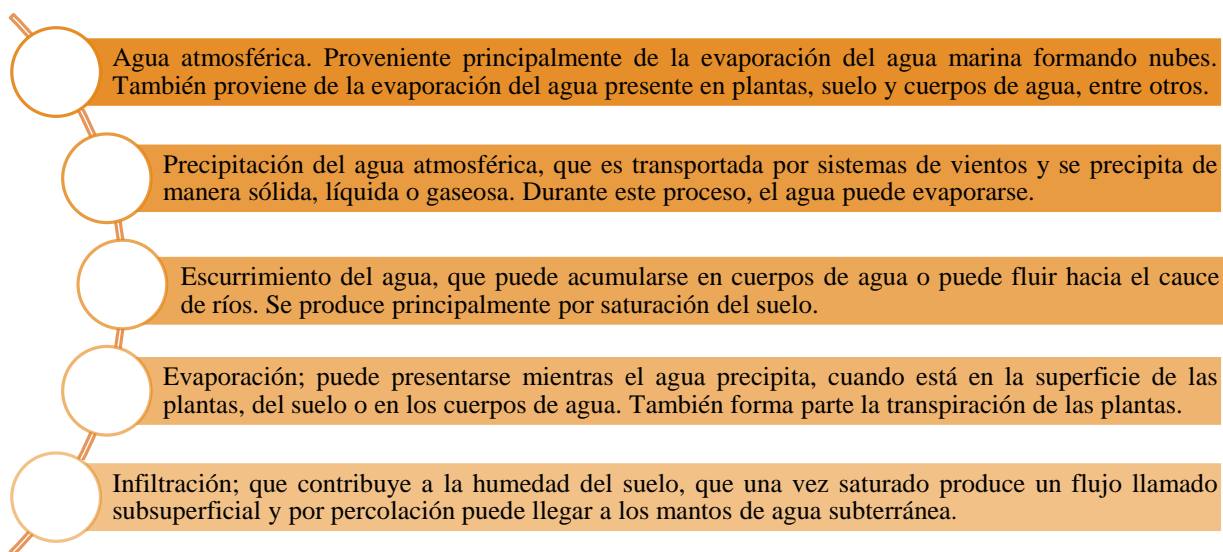 Agua atmosférica. Proveniente principalmente de la evaporación del agua marina formando nubes.
También proviene de la evaporación del agua presente en plantas, suelo y cuerpos de agua, entre otros.
Precipitación del agua atmosférica, que es transportada por sistemas de vientos y se precipita de
manera sólida, líquida o gaseosa. Durante este proceso, el agua puede evaporarse.
Escurrimiento del agua, que puede acumularse en cuerpos de agua o puede fluir hacia el cauce
de ríos. Se produce principalmente por saturación del suelo.
Evaporación; puede presentarse mientras el agua precipita, cuando está en la superficie de las
plantas, del suelo o en los cuerpos de agua. También forma parte la transpiración de las plantas.
Infiltración; que contribuye a la humedad del suelo, que una vez saturado produce un flujo llamado
subsuperficial y por percolación puede llegar a los mantos de agua subterránea.